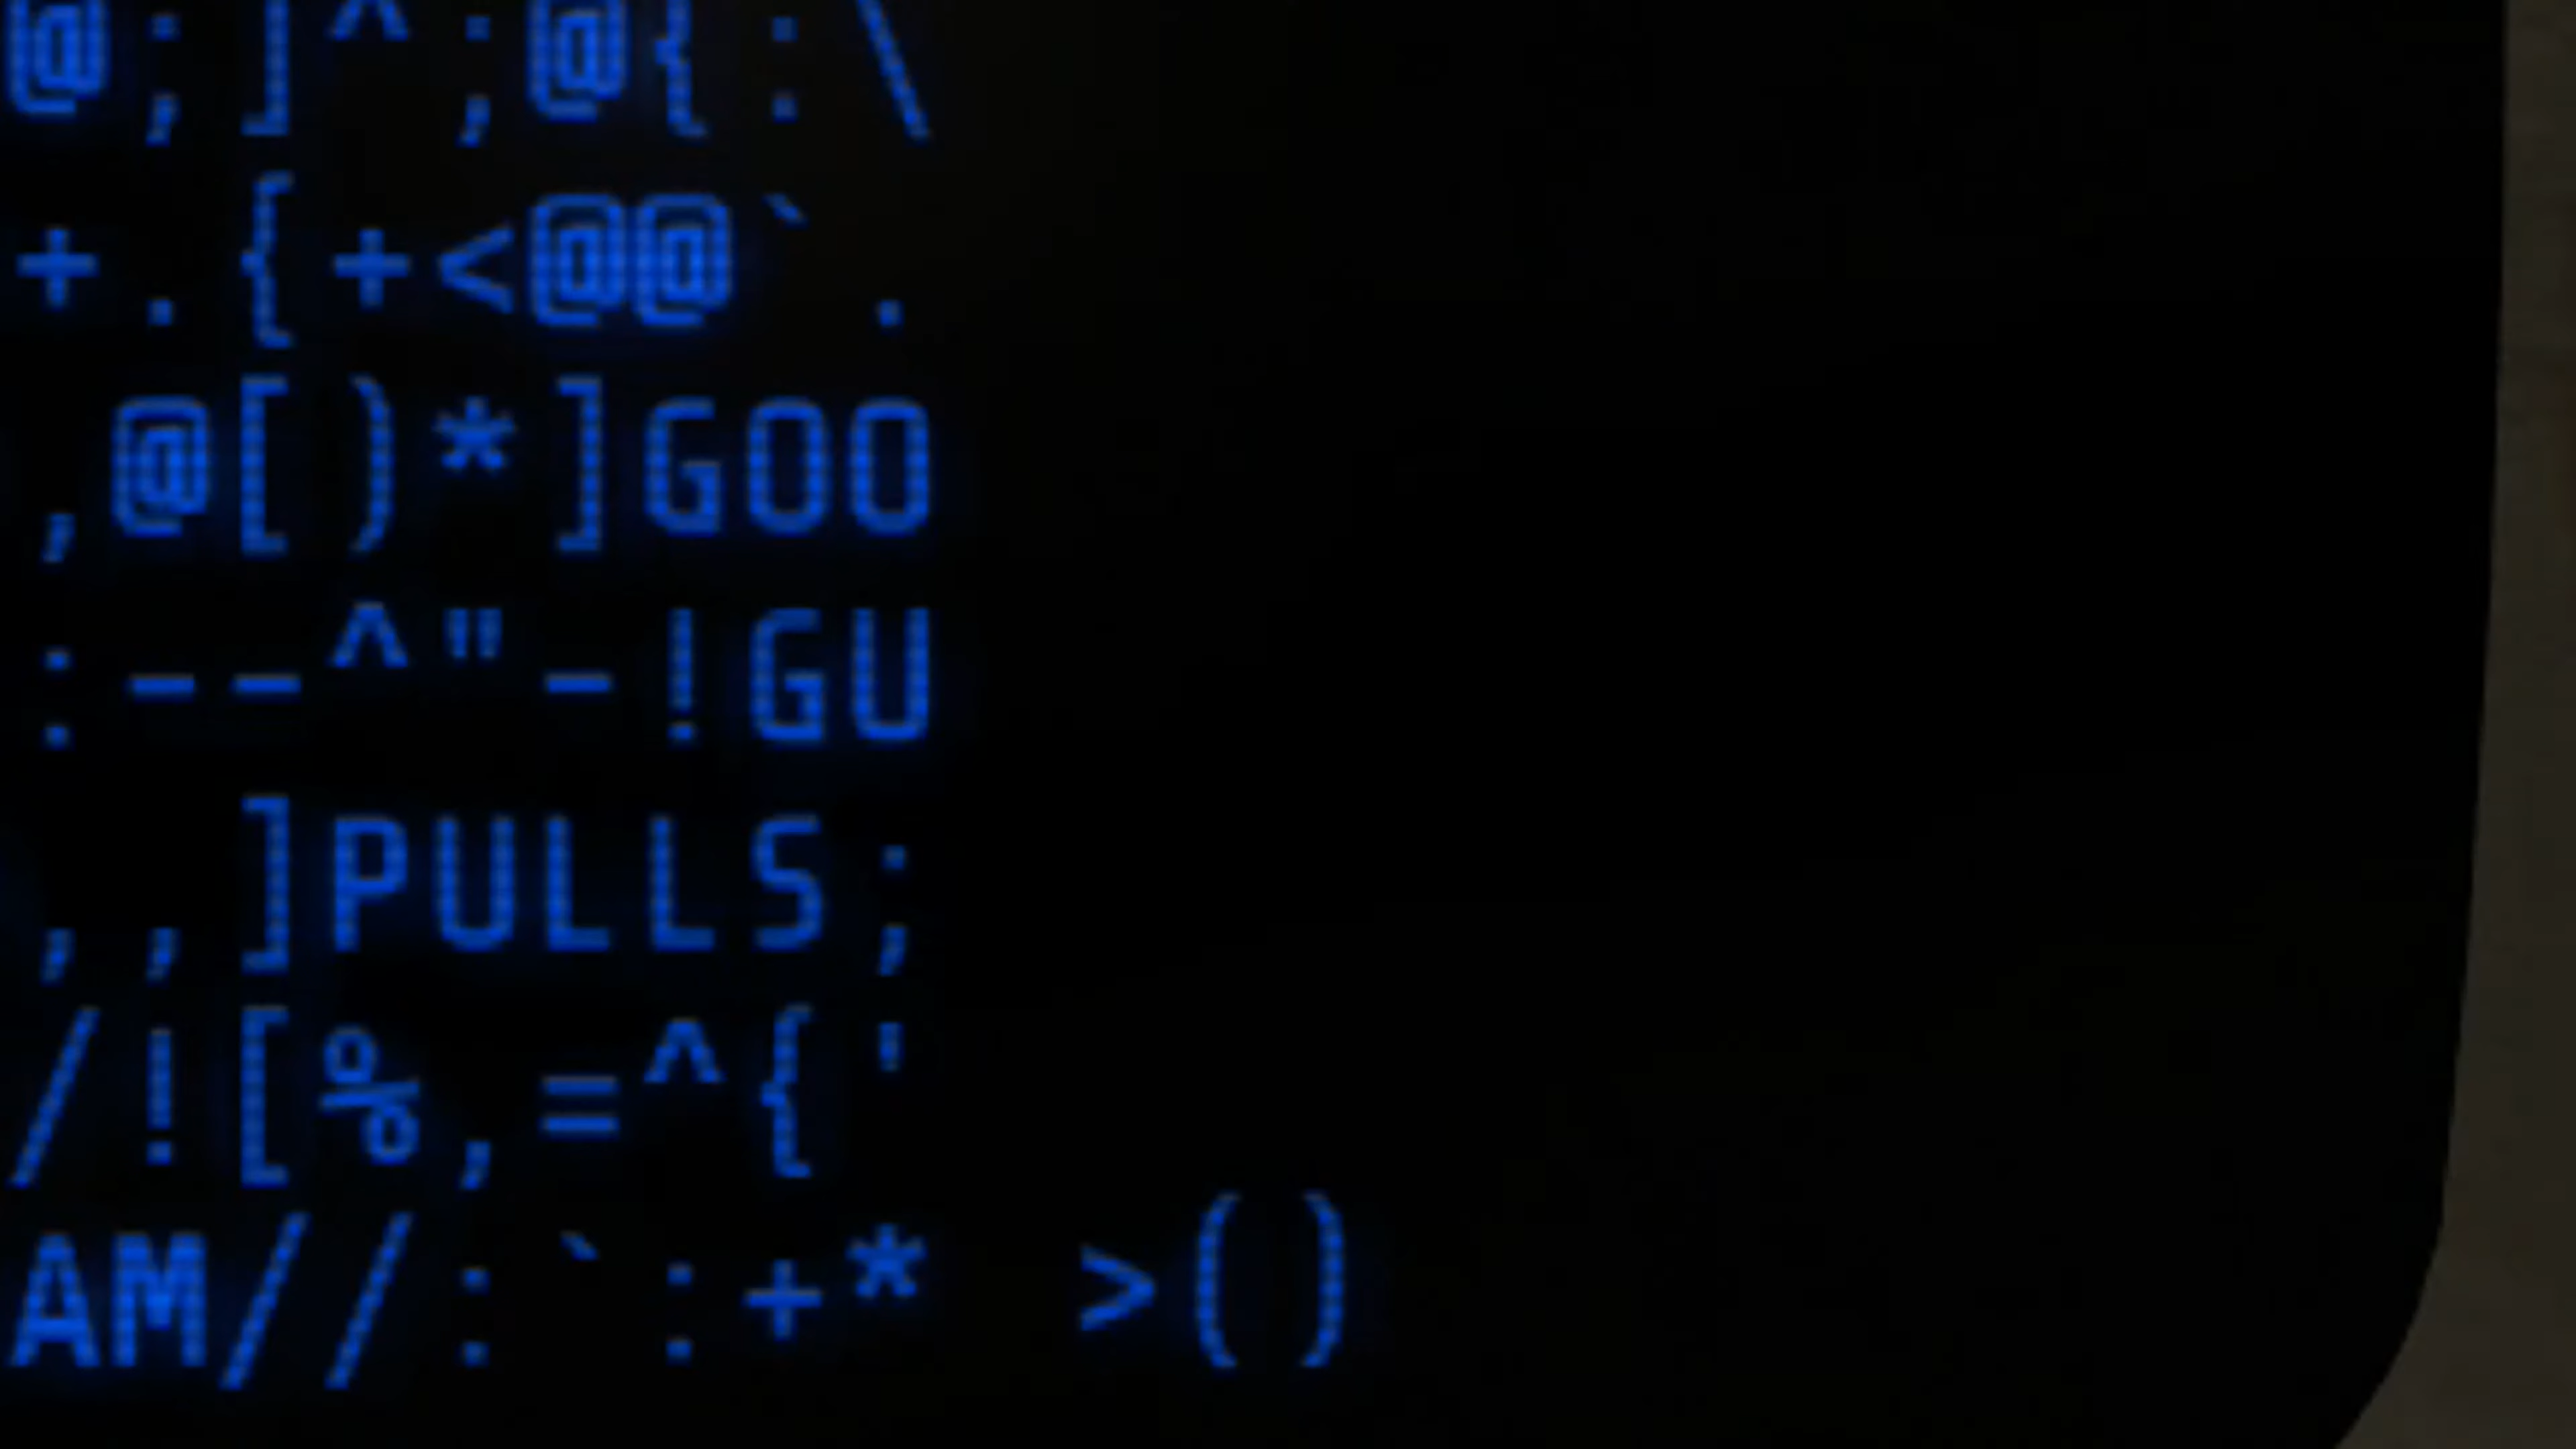 @;]^;@{:\
+.{+<@@`.
,@[)*]GOO
:--^"-!GU
,,]PULLS;
/![%,=^{'
AM//:`:+* >()